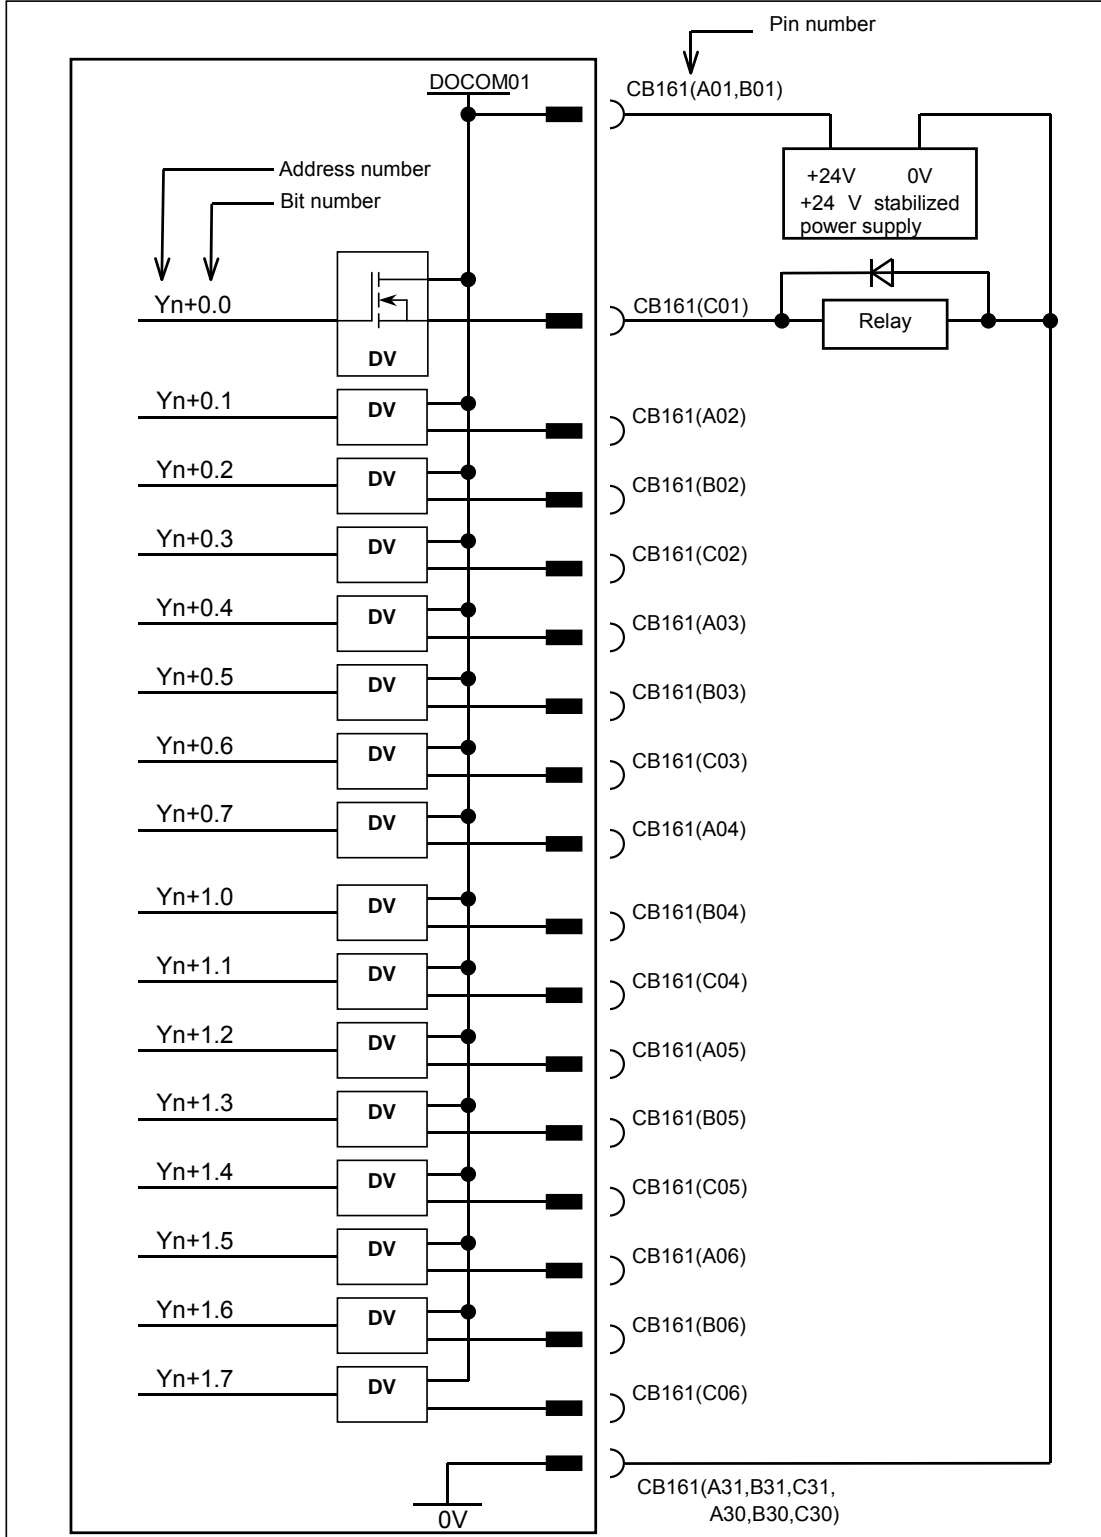 Pin number
DOCOM01
CB161(A01,B01)
Address number
Bit number
+24V 0V
+24 V stabilized
power supply
Yn+0.0
DV
CB161(C01)
Relay
Yn+0.1
DV
CB161(A02)
Yn+0.2
DV
CB161(B02)
Yn+0.3
DV
CB161(C02)
Yn+0.4
DV
CB161(A03)
Yn+0.5
DV
CB161(B03)
Yn+0.6
DV
CB161(C03)
Yn+0.7
DV
CB161(A04)
Yn+1.0
DV
CB161(B04)
Yn+1.1
DV
CB161(C04)
Yn+1.2
DV
CB161(A05)
Yn+1.3
DV
CB161(B05)
Yn+1.4
DV
CB161(C05)
Yn+1.5
DV
CB161(A06)
Yn+1.6
DV
CB161(B06)
Yn+1.7
DV
CB161(C06)
CB161(A31,B31,C31,
A30,B30,C30)
0V